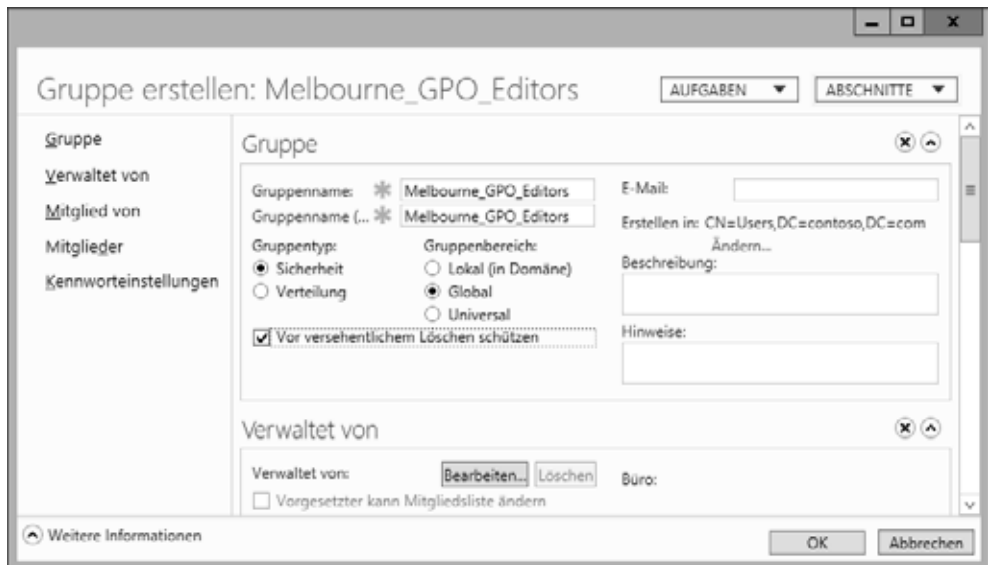 Gruppe erstellen: Melbourne_GPO_Editors
AUFGABEN
ABSCHNITTE
Gruppe
Verwaltet von
Mitglied von
Mitglieder
Kennworteinstellungen
Gruppe
Gruppenname: Melbourne_GPO_Editors
Gruppenname (... Melbourne_GPO_Editors
Gruppentyp:
Sicherheit
Verteilung
Gruppenbereich:
Lokal (in Domäne)
Global
Universal
Vor versehentlichem Löschen schützen
E-Mail:
Erstellen in: CN=Users,DC=contoso,DC=com
Ändern...
Beschreibung:
Hinweise:
Verwaltet von
Verwaltet von: Bearbeiten... Löschen
Vorgesetzter kann Mitgliedsliste ändern
Büro:
Weitere Informationen
OK
Abbrechen